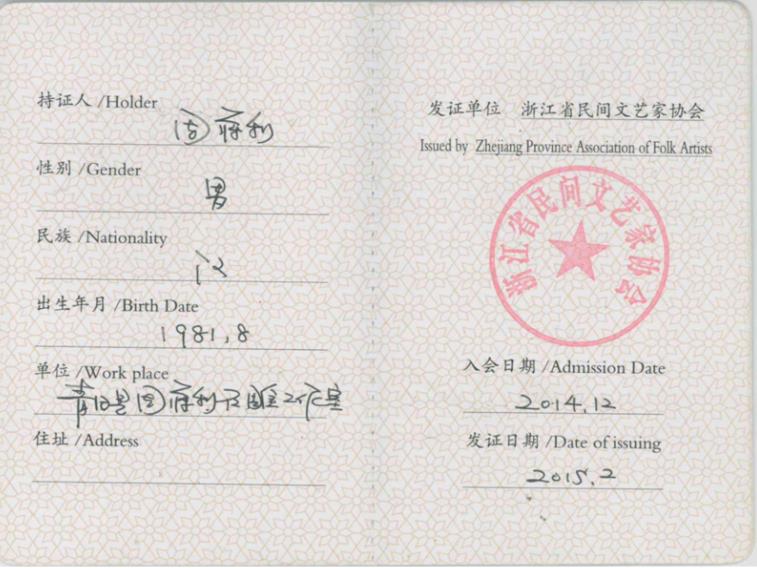 持证人 /Holder
性别 /Gender
男
民族 /Nationality
汉
出生年月 /Birth Date
1981,8
单位 /Work place
住址 /Address
发证单位 浙江省民间文艺家协会
Issued by Zhejiang Province Association of Folk Artists
浙江省民间文艺家协会
入会日期 /Admission Date
2014.12
发证日期 /Date of issuing
2015.2